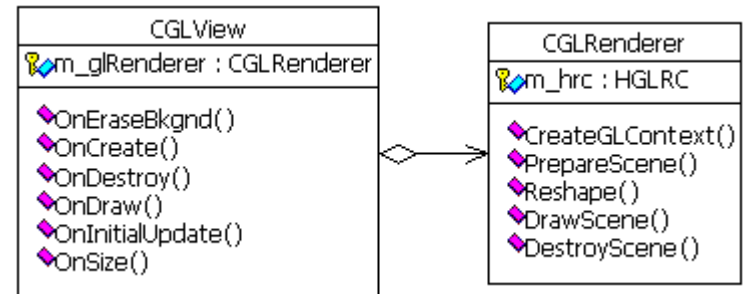 CGLView
m_glRenderer : CGLRenderer
OnEraseBkgnd()
OnCreate()
OnDestroy()
OnDraw()
OnInitialUpdate()
OnSize()
CGLRenderer
m_hrc : HGLRC
CreateGLContext()
PrepareScene()
Reshape()
DrawScene()
DestroyScene()